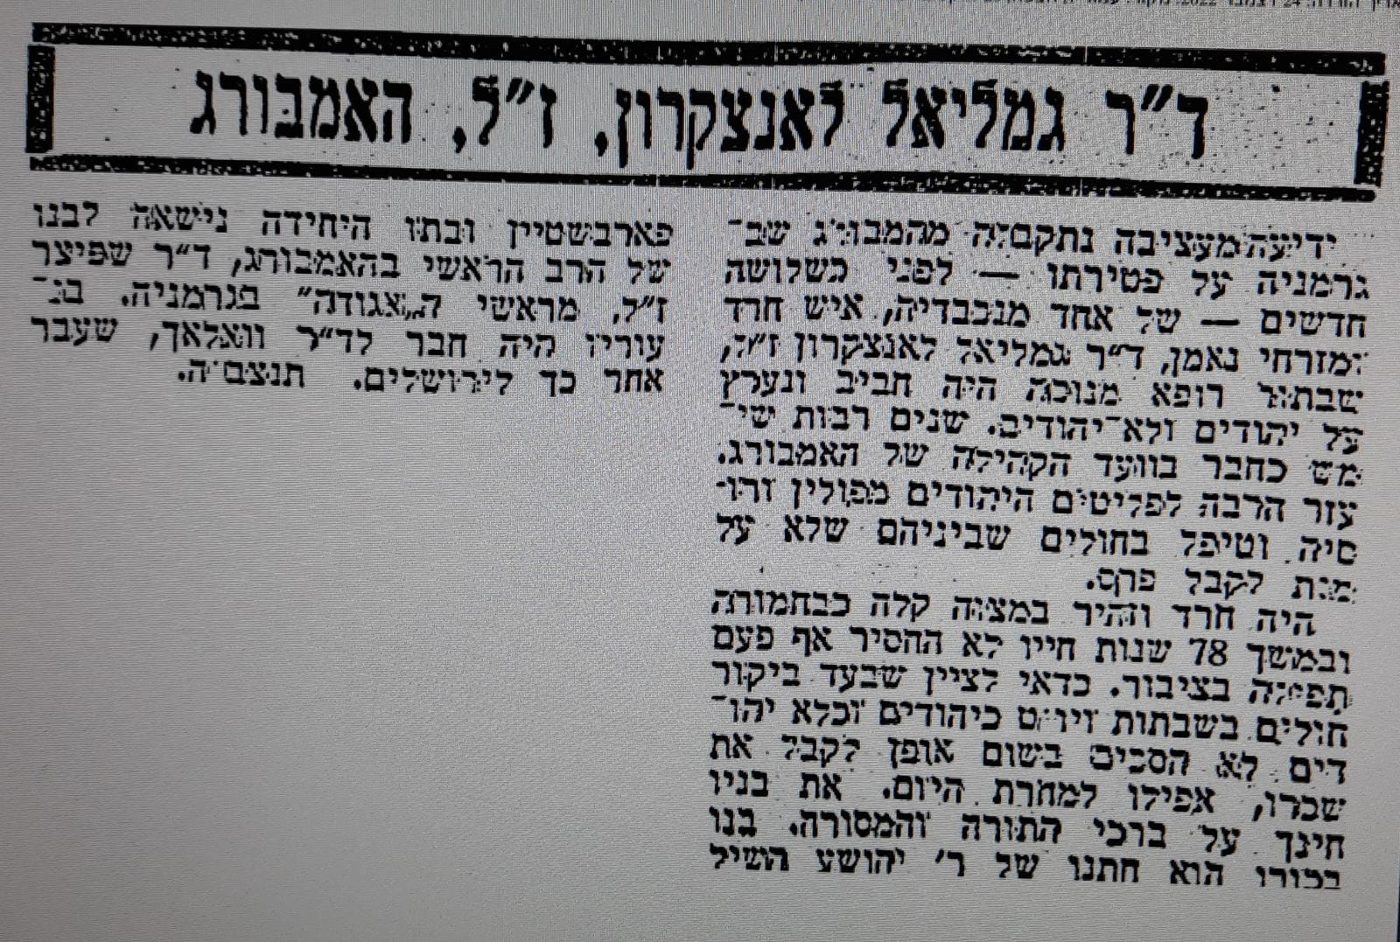 ד"ר גמליאל לאנצקרון, ז"ל, האמבורג
ידיעה מעציבה נתקבלה מהמבורג שב־
גרמניה על פטירתו — לפני כשלושה
חדשים — של אחד מנכבדיה, איש חרד
ומזרחי נאמן, ד"ר גמליאל לאנצקרון ז"ל,
שבתור רופא מנוסה היה חביב ונערץ
על יהודים ולא־יהודים. שנים רבות שי־
מש כחבר בוועד הקהילה של האמבורג.
עזר הרבה לפליטים היהודים מפולין ורו־
סיה וטיפל בחולים שביניהם שלא על
מנת לקבל פרס.
היה חרד וזהיר במצוה קלה כבחמורה
ובמשך 78 שנות חייו לא החסיר אף פעם
תפילה בציבור. כדאי לציין שבעד ביקור
חולים בשבתות ויו"ט כיהודים וכלא יהו־
דים לא הסכים בשום אופן לקבל את
שכרו, אפילו למחרת היום. את בניו
חינך על ברכי התורה והמסורה. בנו
בכורו הוא חתנו של ר' יהושע השיל
פארבשטיין ובתו היחידה נישאה לבנו
של הרב הראשי בהאמבורג, ד"ר שפיצר
ז"ל, מראשי ה„אגודה" בגרמניה. בנ־
עוריו היה חבר לד"ר וואלאך, שעבר
אחר כך לירושלים. תנצב"ה.